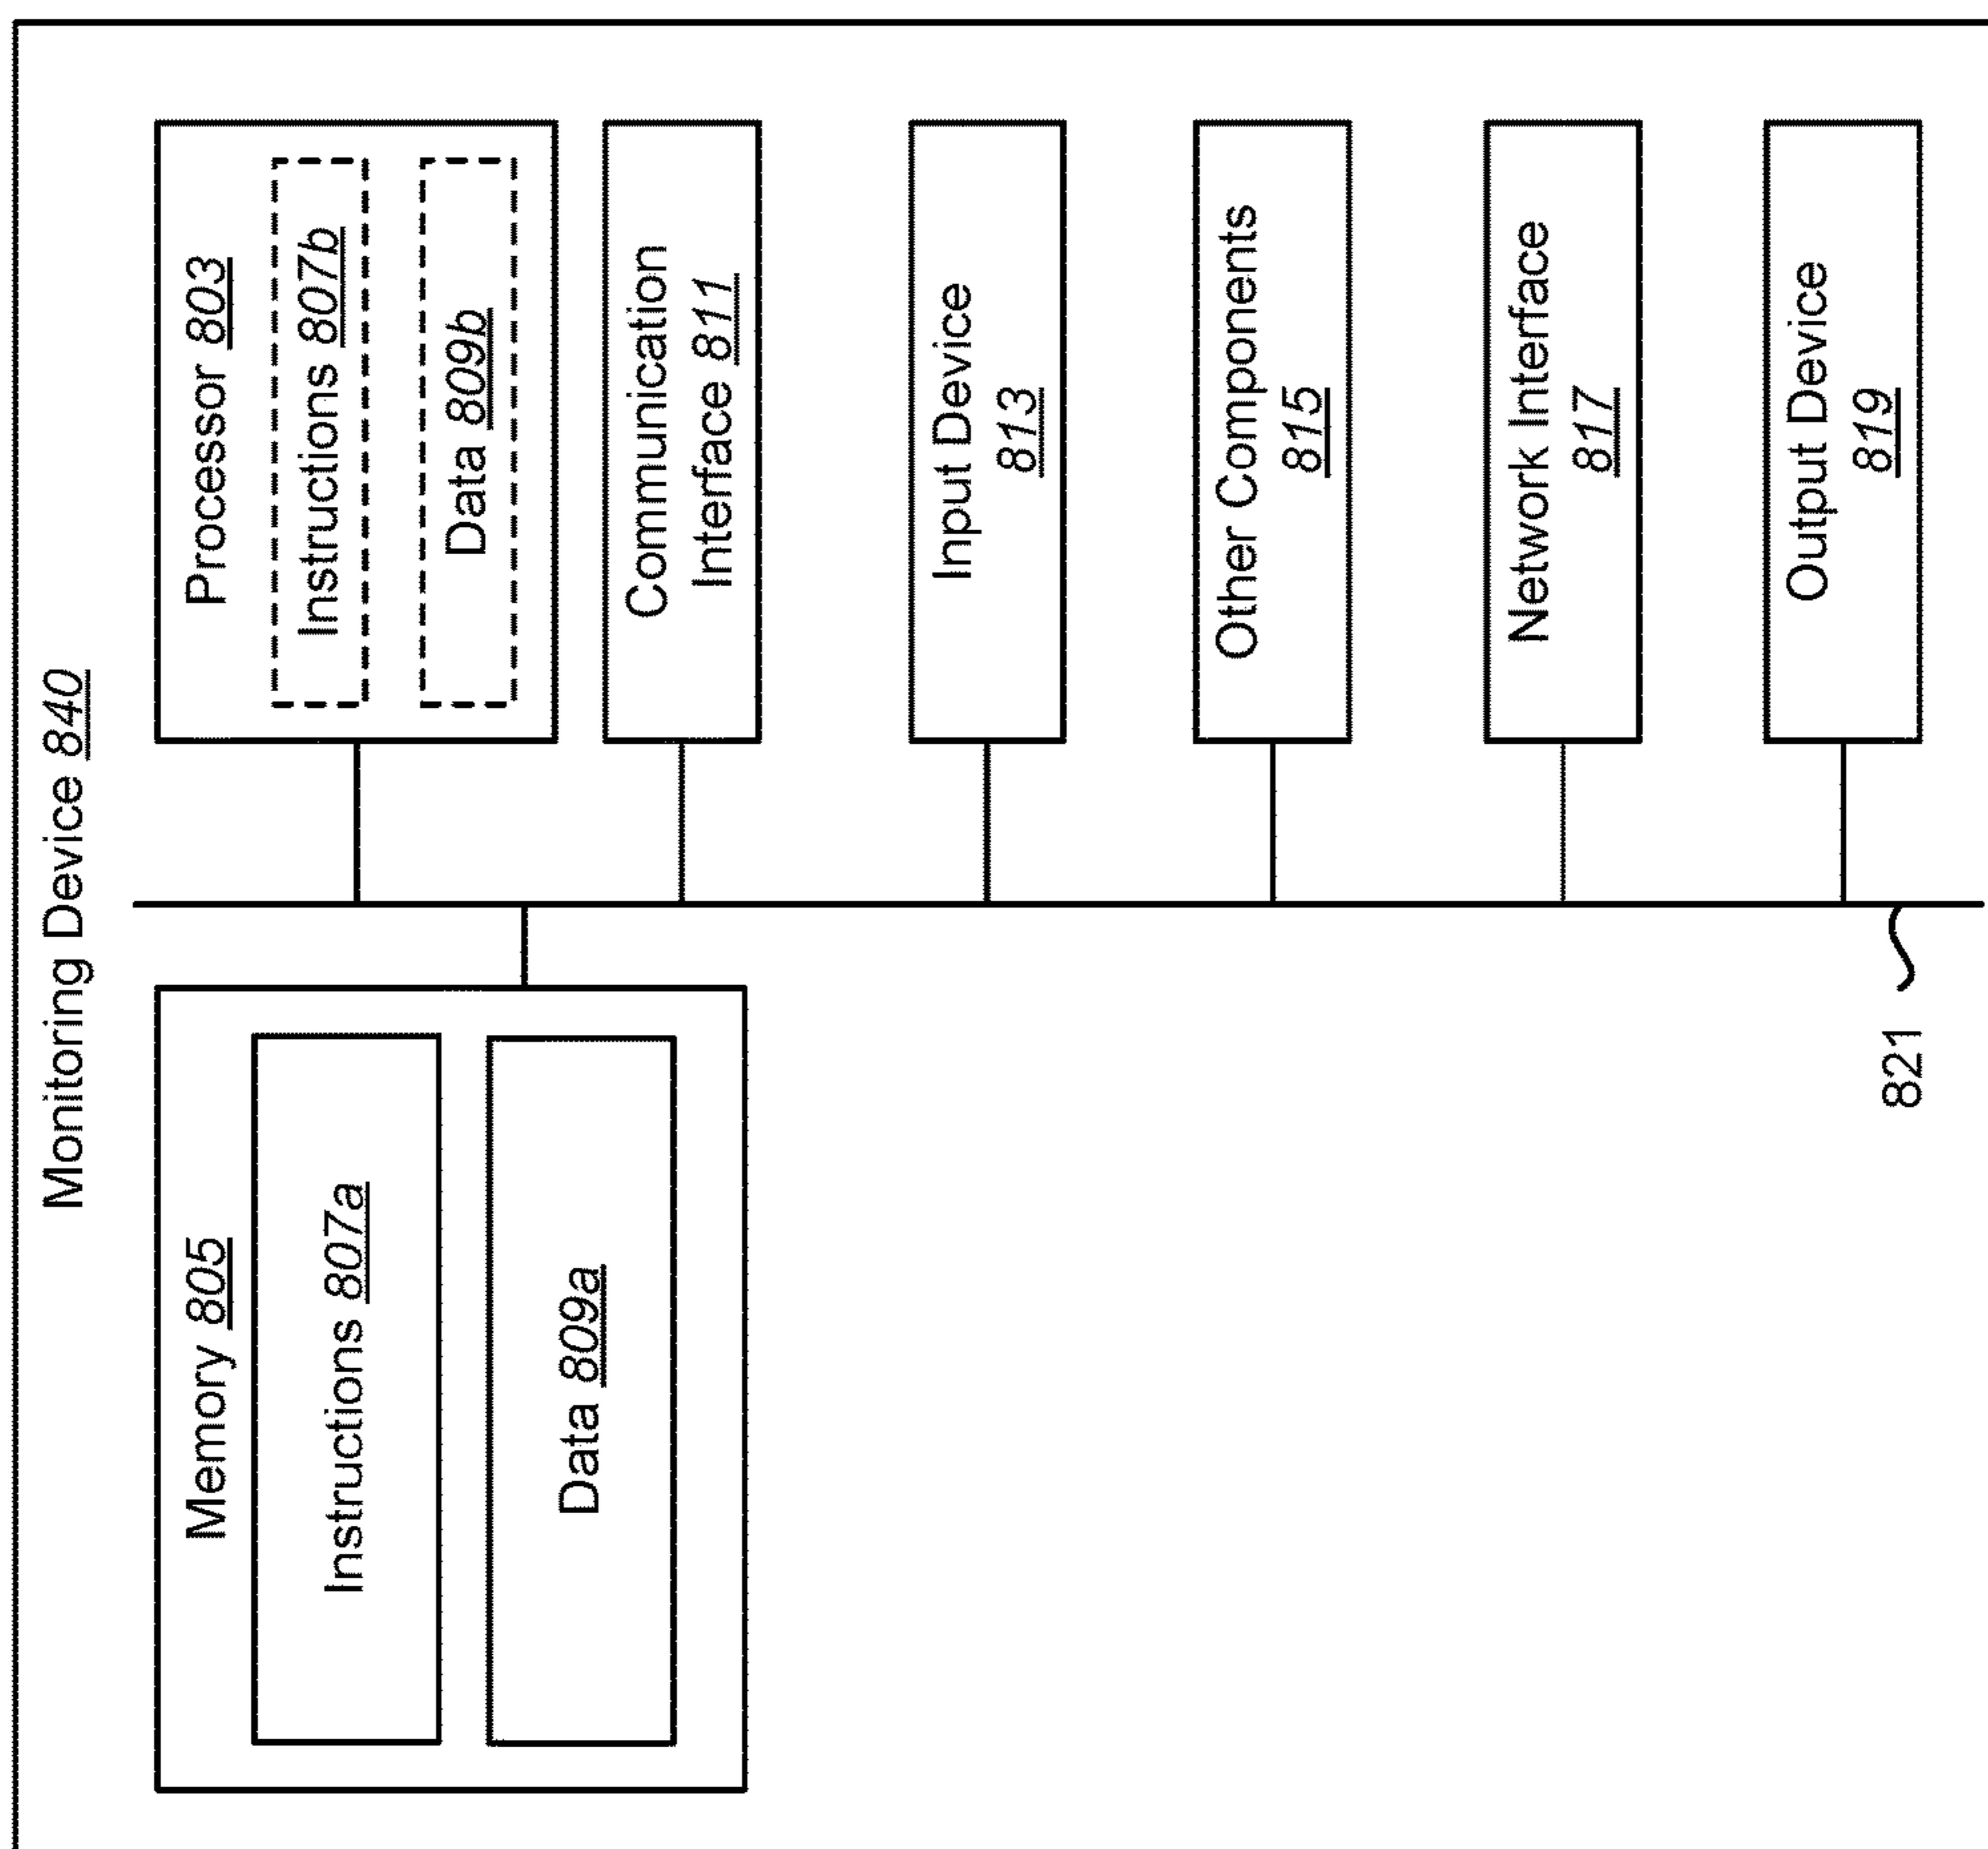 Monitoring Device 840
Memory 805
Instructions 807a
Data 809a
Processor 803
Instructions 807b
Data 809b
Communication
Interface 811
Input Device
813
Other Components
815
Network Interface
817
Output Device
819
821